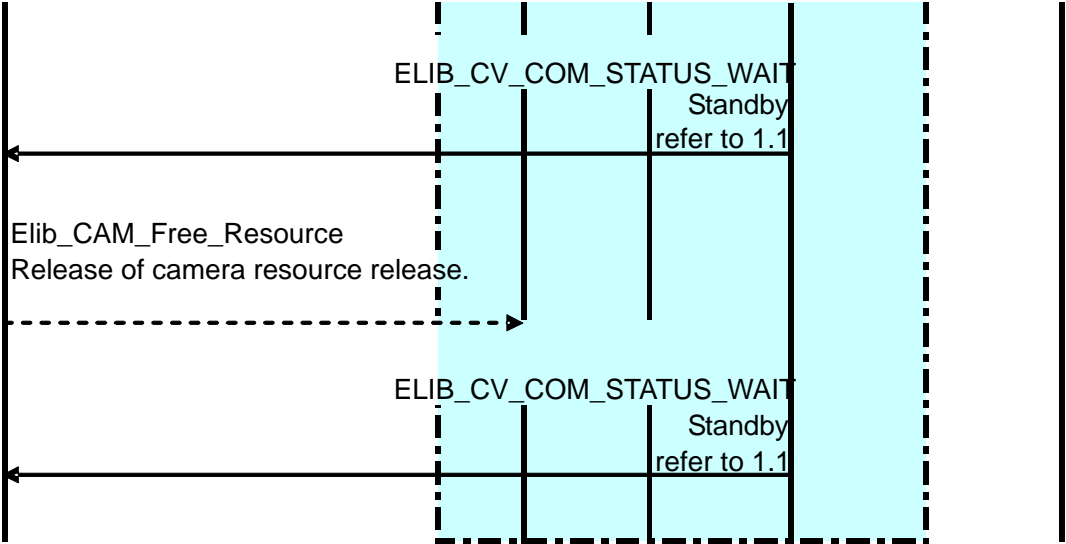 ELIB_CV_COM_STATUS_WAIT
Standby
refer to 1.1
Elib_CAM_Free_Resource
Release of camera resource release.
ELIB_CV_COM_STATUS_WAIT
Standby
refer to 1.1